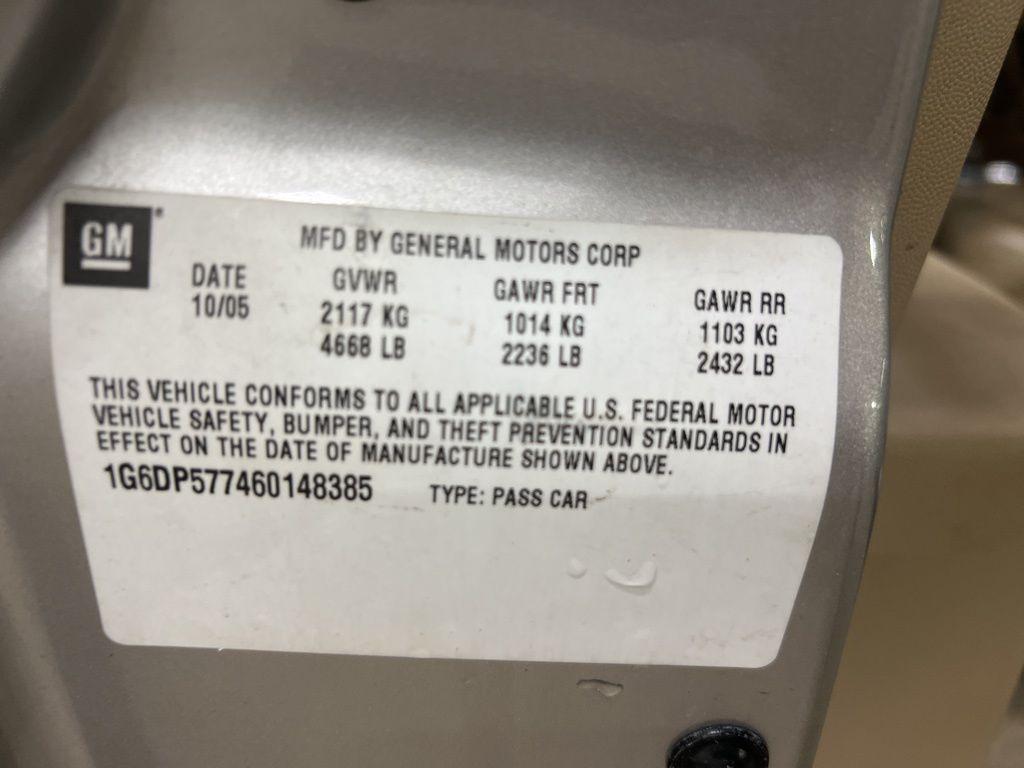 GM
MFD BY GENERAL MOTORS CORP
DATE GVWR GAWR FRT GAWR RR
10/05 2117 KG 1014 KG 1103 KG
4668 LB 2236 LB 2432 LB
THIS VEHICLE CONFORMS TO ALL APPLICABLE U.S. FEDERAL MOTOR
VEHICLE SAFETY, BUMPER, AND THEFT PREVENTION STANDARDS IN
EFFECT ON THE DATE OF MANUFACTURE SHOWN ABOVE.
1G6DP577460148385 TYPE: PASS CAR